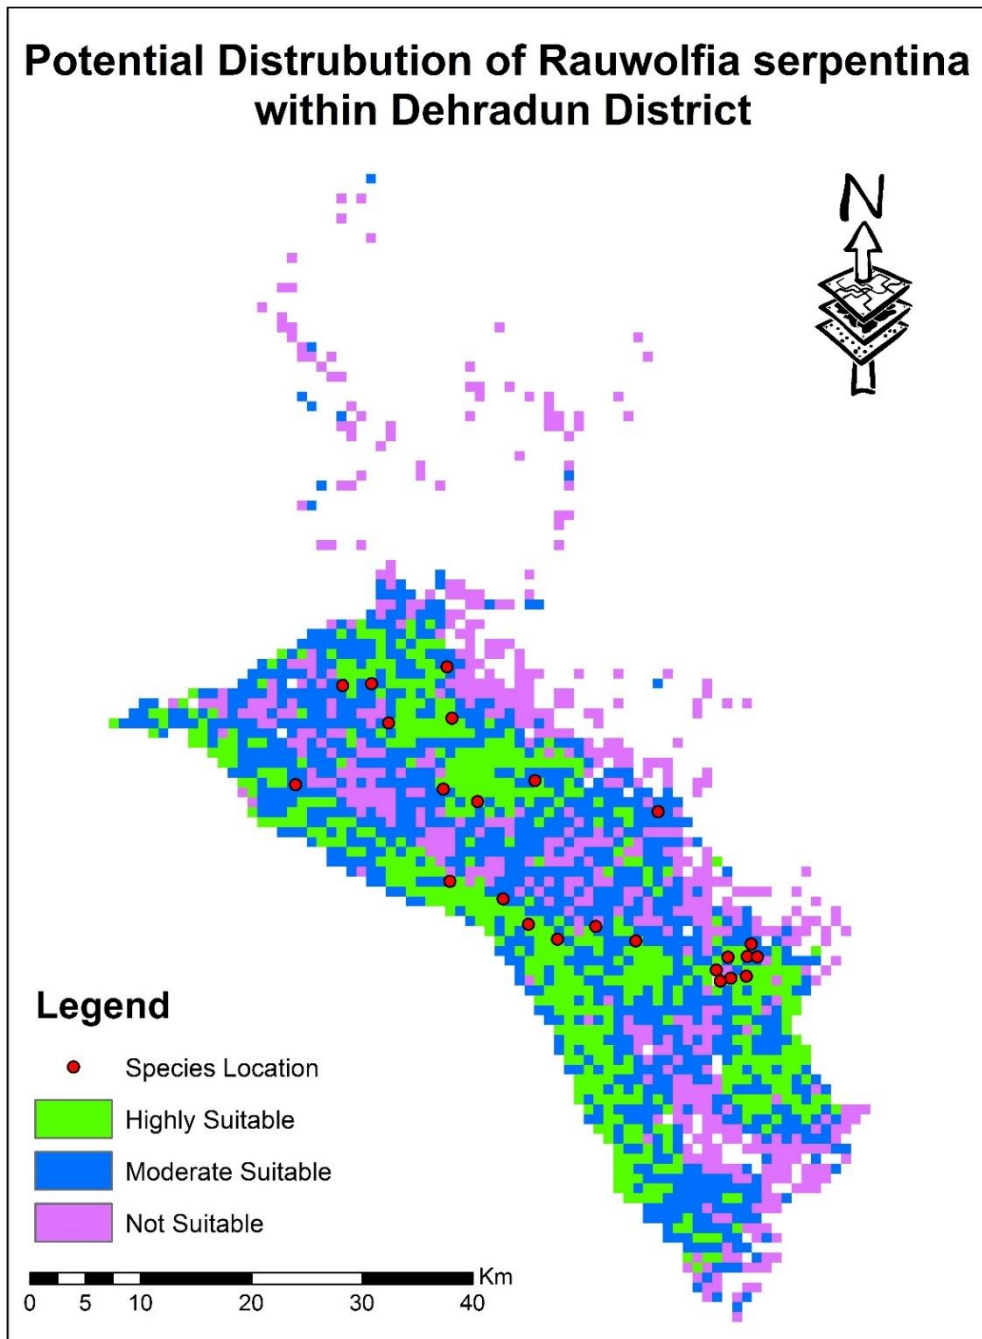 Potential Distrubution of Rauwolfia serpentina
within Dehradun District
N
Legend
Species Location
Highly Suitable
Moderate Suitable
Not Suitable
Km
0 5 10 20 30 40